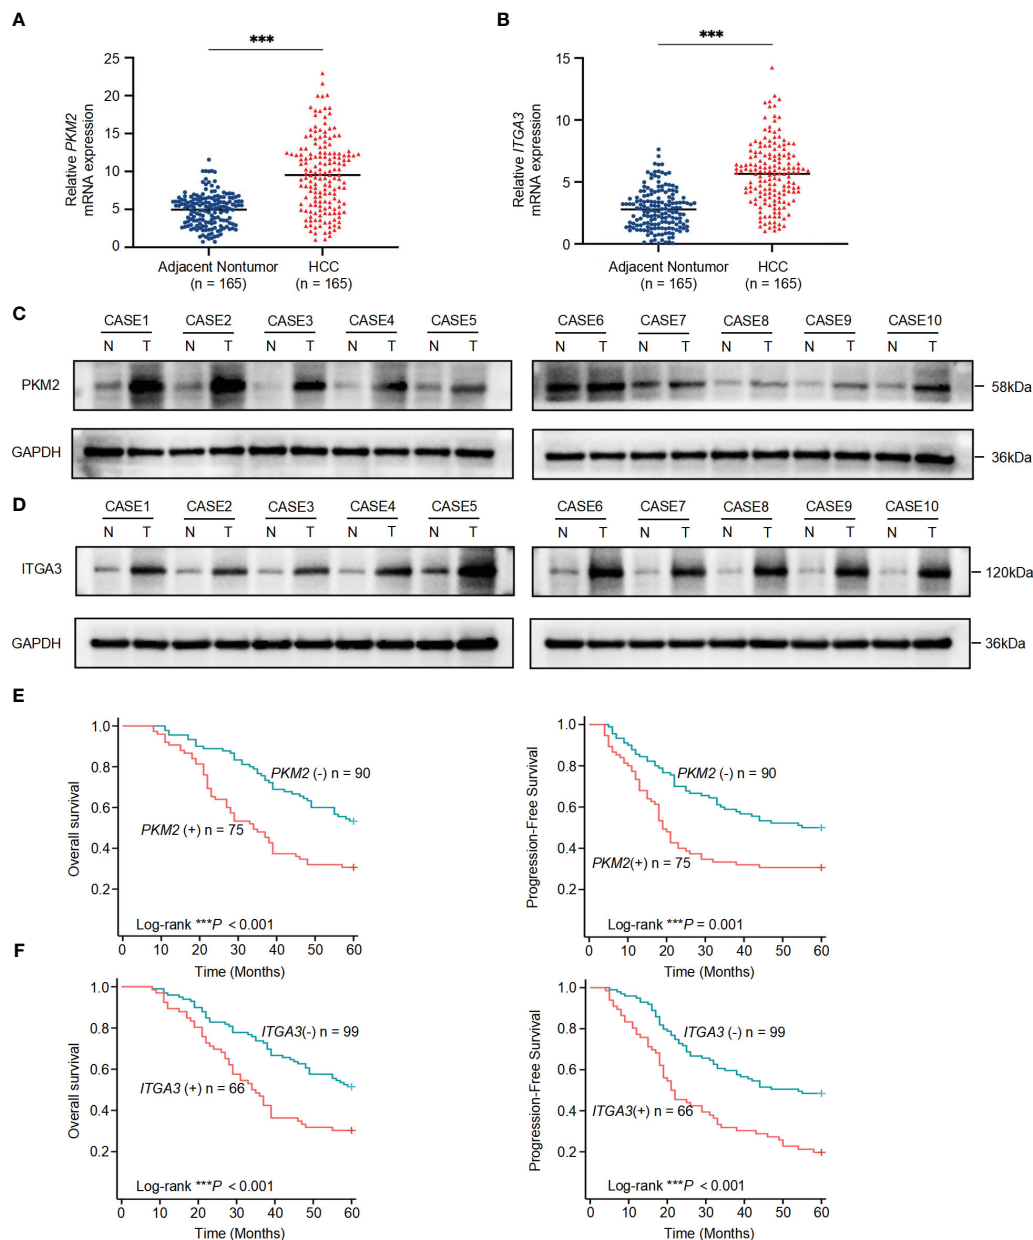 A
B
***
***
Relative PKM2
mRNA expression
25
20
15
10
5
0
Adjacent Nontumor
(n = 165)
HCC
(n = 165)
Relative ITGA3
mRNA expression
15
10
5
0
Adjacent Nontumor
(n = 165)
HCC
(n = 165)
C
CASE1 CASE2 CASE3 CASE4 CASE5 CASE6 CASE7 CASE8 CASE9 CASE10
N T N T N T N T N T N T N T N T N T N T
PKM2
58kDa
GAPDH
36kDa
D
CASE1 CASE2 CASE3 CASE4 CASE5 CASE6 CASE7 CASE8 CASE9 CASE10
N T N T N T N T N T N T N T N T N T N T
ITGA3
120kDa
GAPDH
36kDa
E
Overall survival
1.0
0.8
0.6
0.4
0.2
PKM2 (-) n = 90
PKM2 (+) n = 75
Log-rank ***P < 0.001
0 10 20 30 40 50 60
Time (Months)
Progression-Free Survival
1.0
0.8
0.6
0.4
0.2
PKM2 (-) n = 90
PKM2(+) n = 75
Log-rank ***P = 0.001
0 10 20 30 40 50 60
Time (Months)
F
Overall survival
1.0
0.8
0.6
0.4
0.2
ITGA3(-) n = 99
ITGA3 (+) n = 66
Log-rank ***P < 0.001
0 10 20 30 40 50 60
Time (Months)
Progression-Free Survival
1.0
0.8
0.6
0.4
0.2
ITGA3 (-) n = 99
ITGA3(+) n = 66
Log-rank ***P < 0.001
0 10 20 30 40 50 60
Time (Months)